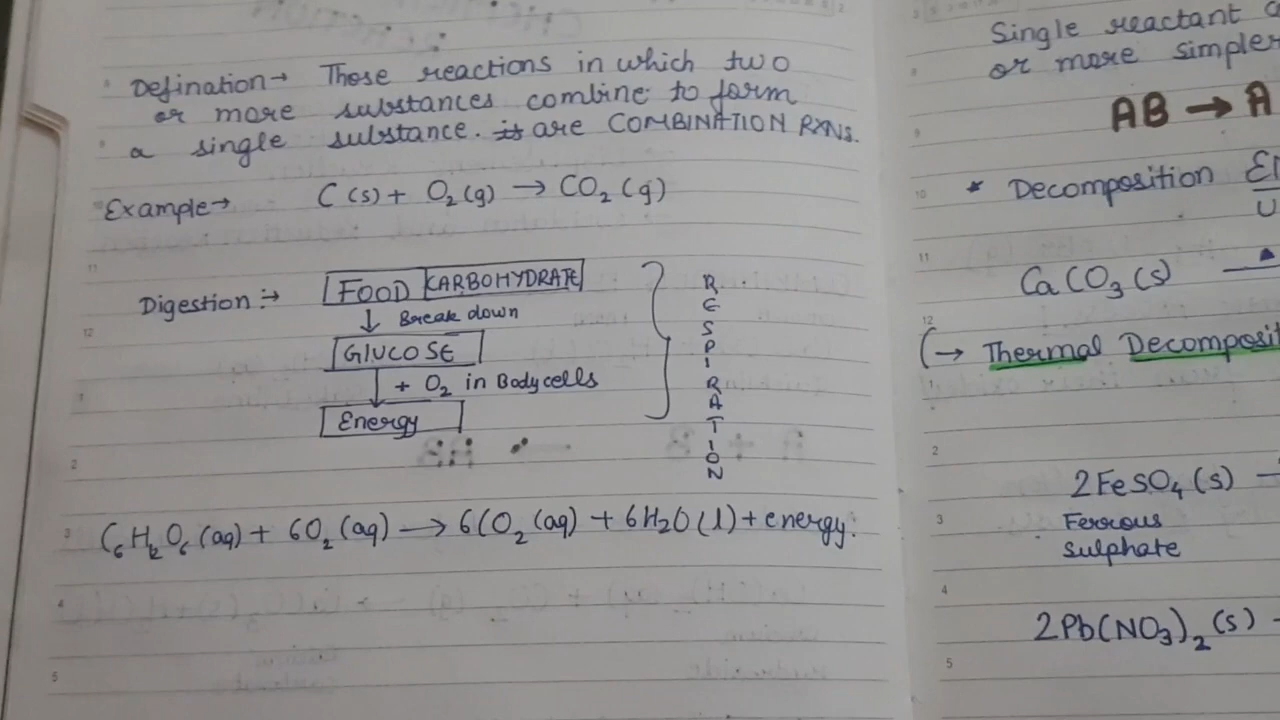 Defination→ Those reactions in which two
or more substances combine to form
a single substance. is are COMBINATION RXNS.
Example→ C (s) + O₂ (g) → CO₂ (g)
Digestion :→ FOOD CARBOHYDRATE
↓ Break down
GLUCOSE
+ O₂ in Body cells
Energy
RESPIRATION
C₆H₁₂O₆ (aq) + 6O₂ (aq) → 6CO₂ (aq) + 6H₂O (l) + energy.
Single reactant
or more simpler
AB → A
* Decomposition
CaCO₃ (s)
(→ Thermal Decomposit
2FeSO₄ (s)
Ferrous
Sulphate
2Pb(NO₃)₂ (s)